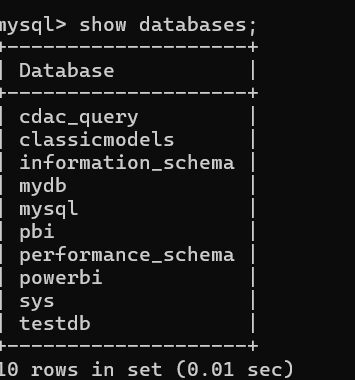 mysql> show databases;
+--------------------+
| Database           |
+--------------------+
| cdac_query         |
| classicmodels      |
| information_schema |
| mydb               |
| mysql              |
| pbi                |
| performance_schema |
| powerbi            |
| sys                |
| testdb             |
+--------------------+
10 rows in set (0.01 sec)